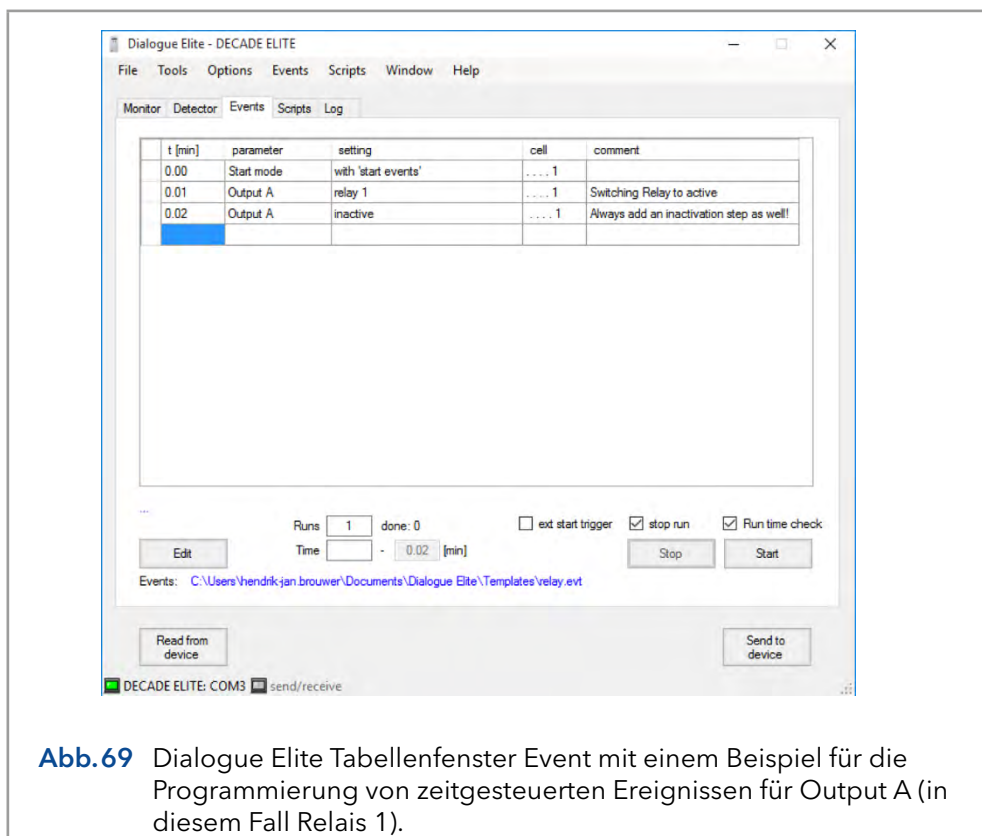 Dialogue Elite - DECADE ELITE
File Tools Options Events Scripts Window Help
Monitor Detector Events Scripts Log
t [min] parameter setting cell comment
0.00 Start mode with 'start events' . . . . 1
0.01 Output A relay 1 . . . . 1 Switching Relay to active
0.02 Output A inactive . . . . 1 Always add an inactivation step as well!
...
Runs 1 done: 0 ext start trigger stop run Run time check
Edit Time - 0.02 [min] Stop Start
Events: C:\Users\hendrik-jan.brouwer\Documents\Dialogue Elite\Templates\relay.evt
Read from device
Send to device
DECADE ELITE: COM3 send/receive
Abb.69 Dialogue Elite Tabellenfenster Event mit einem Beispiel für die
Programmierung von zeitgesteuerten Ereignissen für Output A (in
diesem Fall Relais 1).